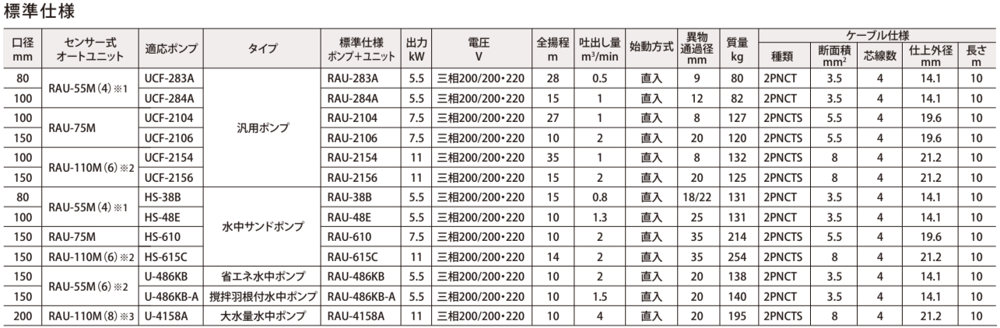 標準仕様
口径 mm センサー式オートユニット 適応ポンプ タイプ 標準仕様 ポンプ+ユニット 出力 kW 電圧 V 全揚程 m 吐出し量 m³/min 始動方式 異物通過径 mm 質量 kg ケーブル仕様
種類 断面積 mm² 芯線数 仕上外径 mm 長さ m
80 RAU-55M(4)※1 UCF-283A 汎用ポンプ RAU-283A 5.5 三相200/200・220 28 0.5 直入 9 80 2PNCT 3.5 4 14.1 10
100 UCF-284A RAU-284A 5.5 三相200/200・220 15 1 直入 12 82 2PNCT 3.5 4 14.1 10
100 RAU-75M UCF-2104 RAU-2104 7.5 三相200/200・220 27 1 直入 8 127 2PNCTS 5.5 4 19.6 10
150 UCF-2106 RAU-2106 7.5 三相200/200・220 10 2 直入 20 120 2PNCTS 5.5 4 19.6 10
100 RAU-110M(6)※2 UCF-2154 RAU-2154 11 三相200/200・220 35 1 直入 8 132 2PNCTS 8 4 21.2 10
150 UCF-2156 RAU-2156 11 三相200/200・220 15 2 直入 20 125 2PNCTS 8 4 21.2 10
80 RAU-55M(4)※1 HS-38B 水中サンドポンプ RAU-38B 5.5 三相200/200・220 15 0.8 直入 18/22 131 2PNCT 3.5 4 14.1 10
100 HS-48E RAU-48E 5.5 三相200/200・220 10 1.3 直入 25 131 2PNCT 3.5 4 14.1 10
150 RAU-75M HS-610 RAU-610 7.5 三相200/200・220 10 2 直入 35 214 2PNCTS 5.5 4 19.6 10
150 RAU-110M(6)※2 HS-615C RAU-615C 11 三相200/200・220 14 2 直入 35 254 2PNCTS 8 4 21.2 10
150 RAU-55M(6)※2 U-486KB 省エネ水中ポンプ RAU-486KB 5.5 三相200/200・220 10 2 直入 20 138 2PNCT 3.5 4 14.1 10
150 U-486KB-A 撹拌羽根付水中ポンプ RAU-486KB-A 5.5 三相200/200・220 10 1.5 直入 20 140 2PNCT 3.5 4 14.1 10
200 RAU-110M(8)※3 U-4158A 大水量水中ポンプ RAU-4158A 11 三相200/200・220 10 4 直入 20 195 2PNCTS 8 4 21.2 10